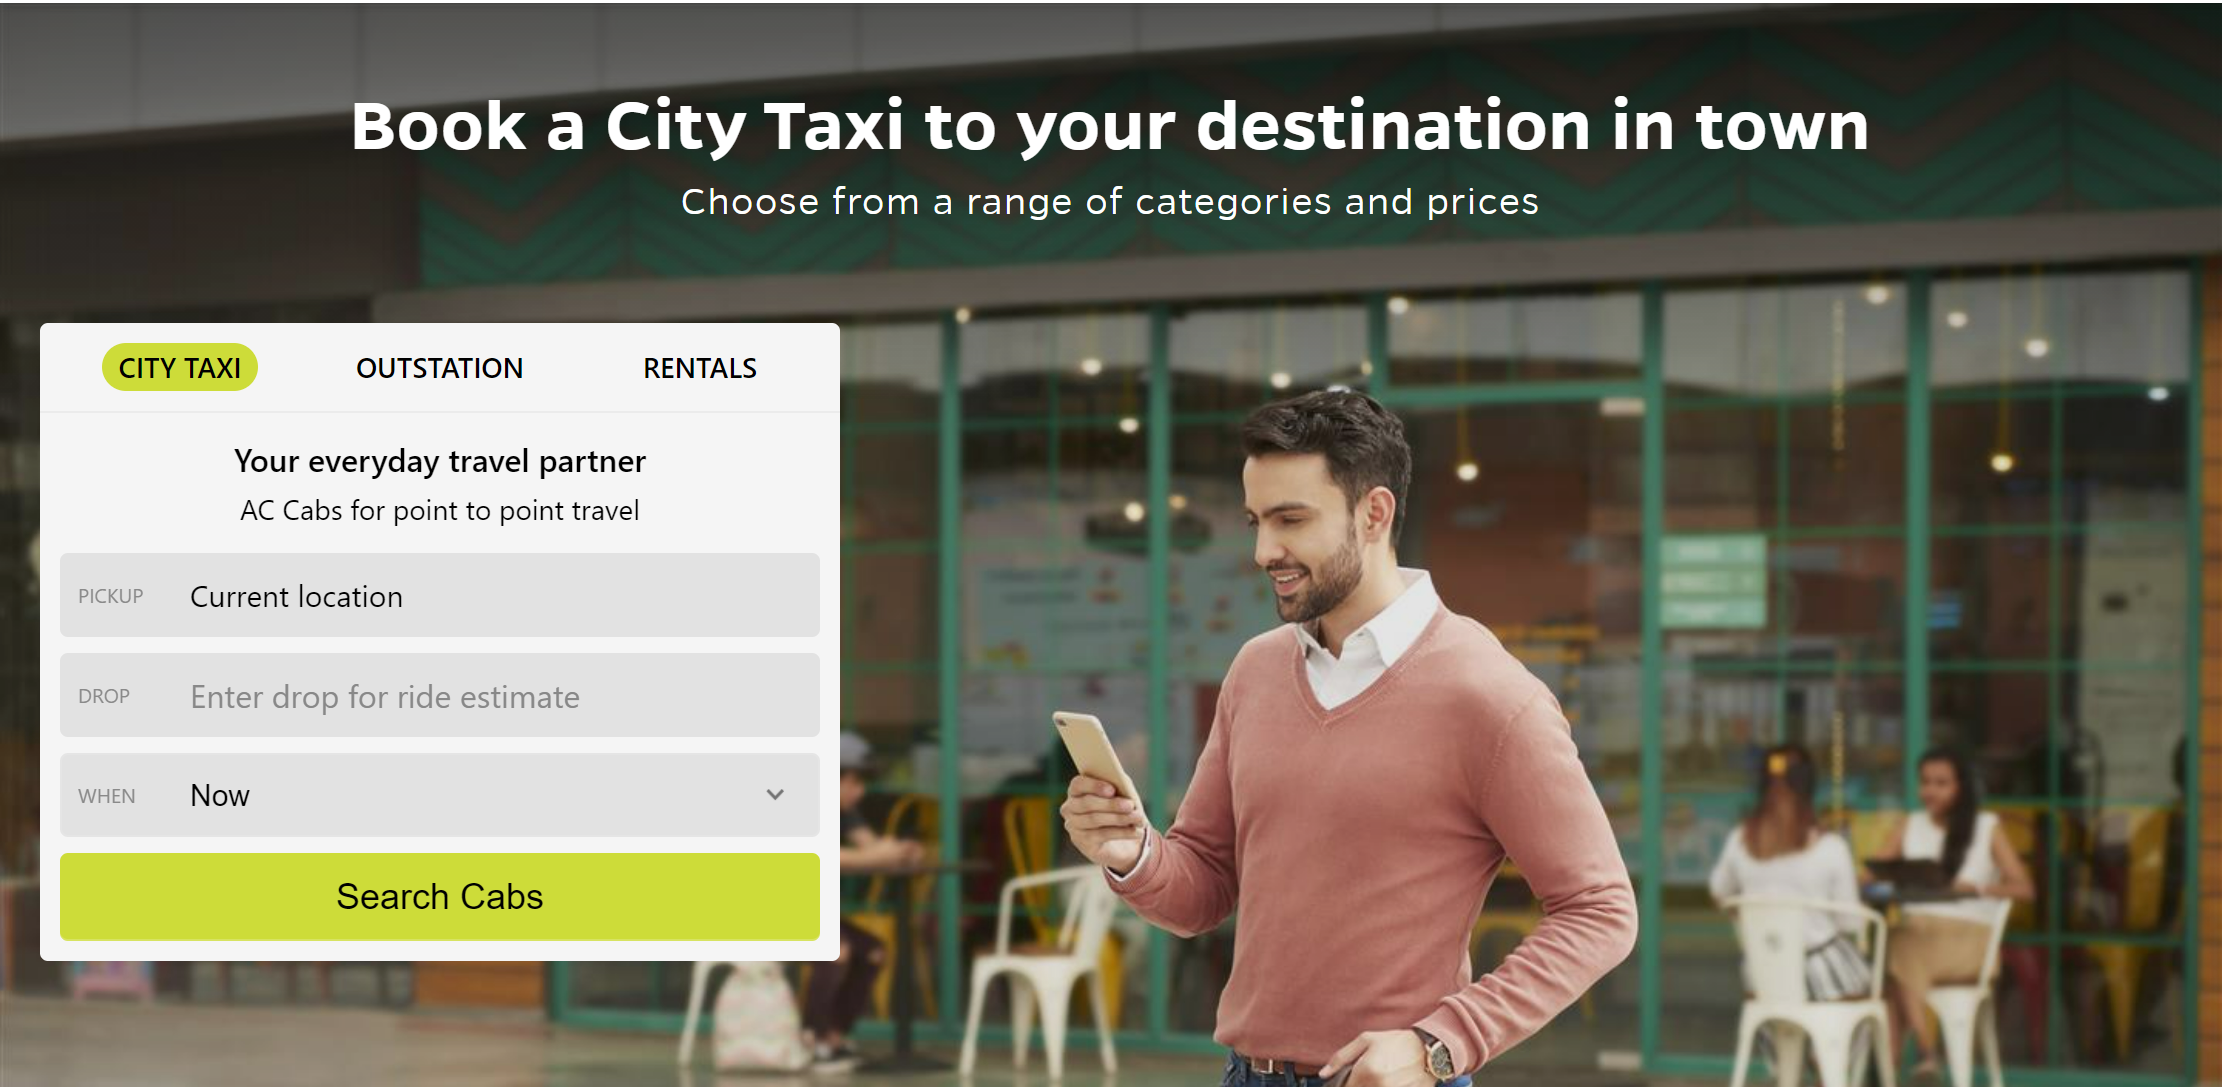 Book a City Taxi to your destination in town
Choose from a range of categories and prices
CITY TAXI OUTSTATION RENTALS
Your everyday travel partner
AC Cabs for point to point travel
PICKUP Current location
DROP Enter drop for ride estimate
WHEN Now
Search Cabs